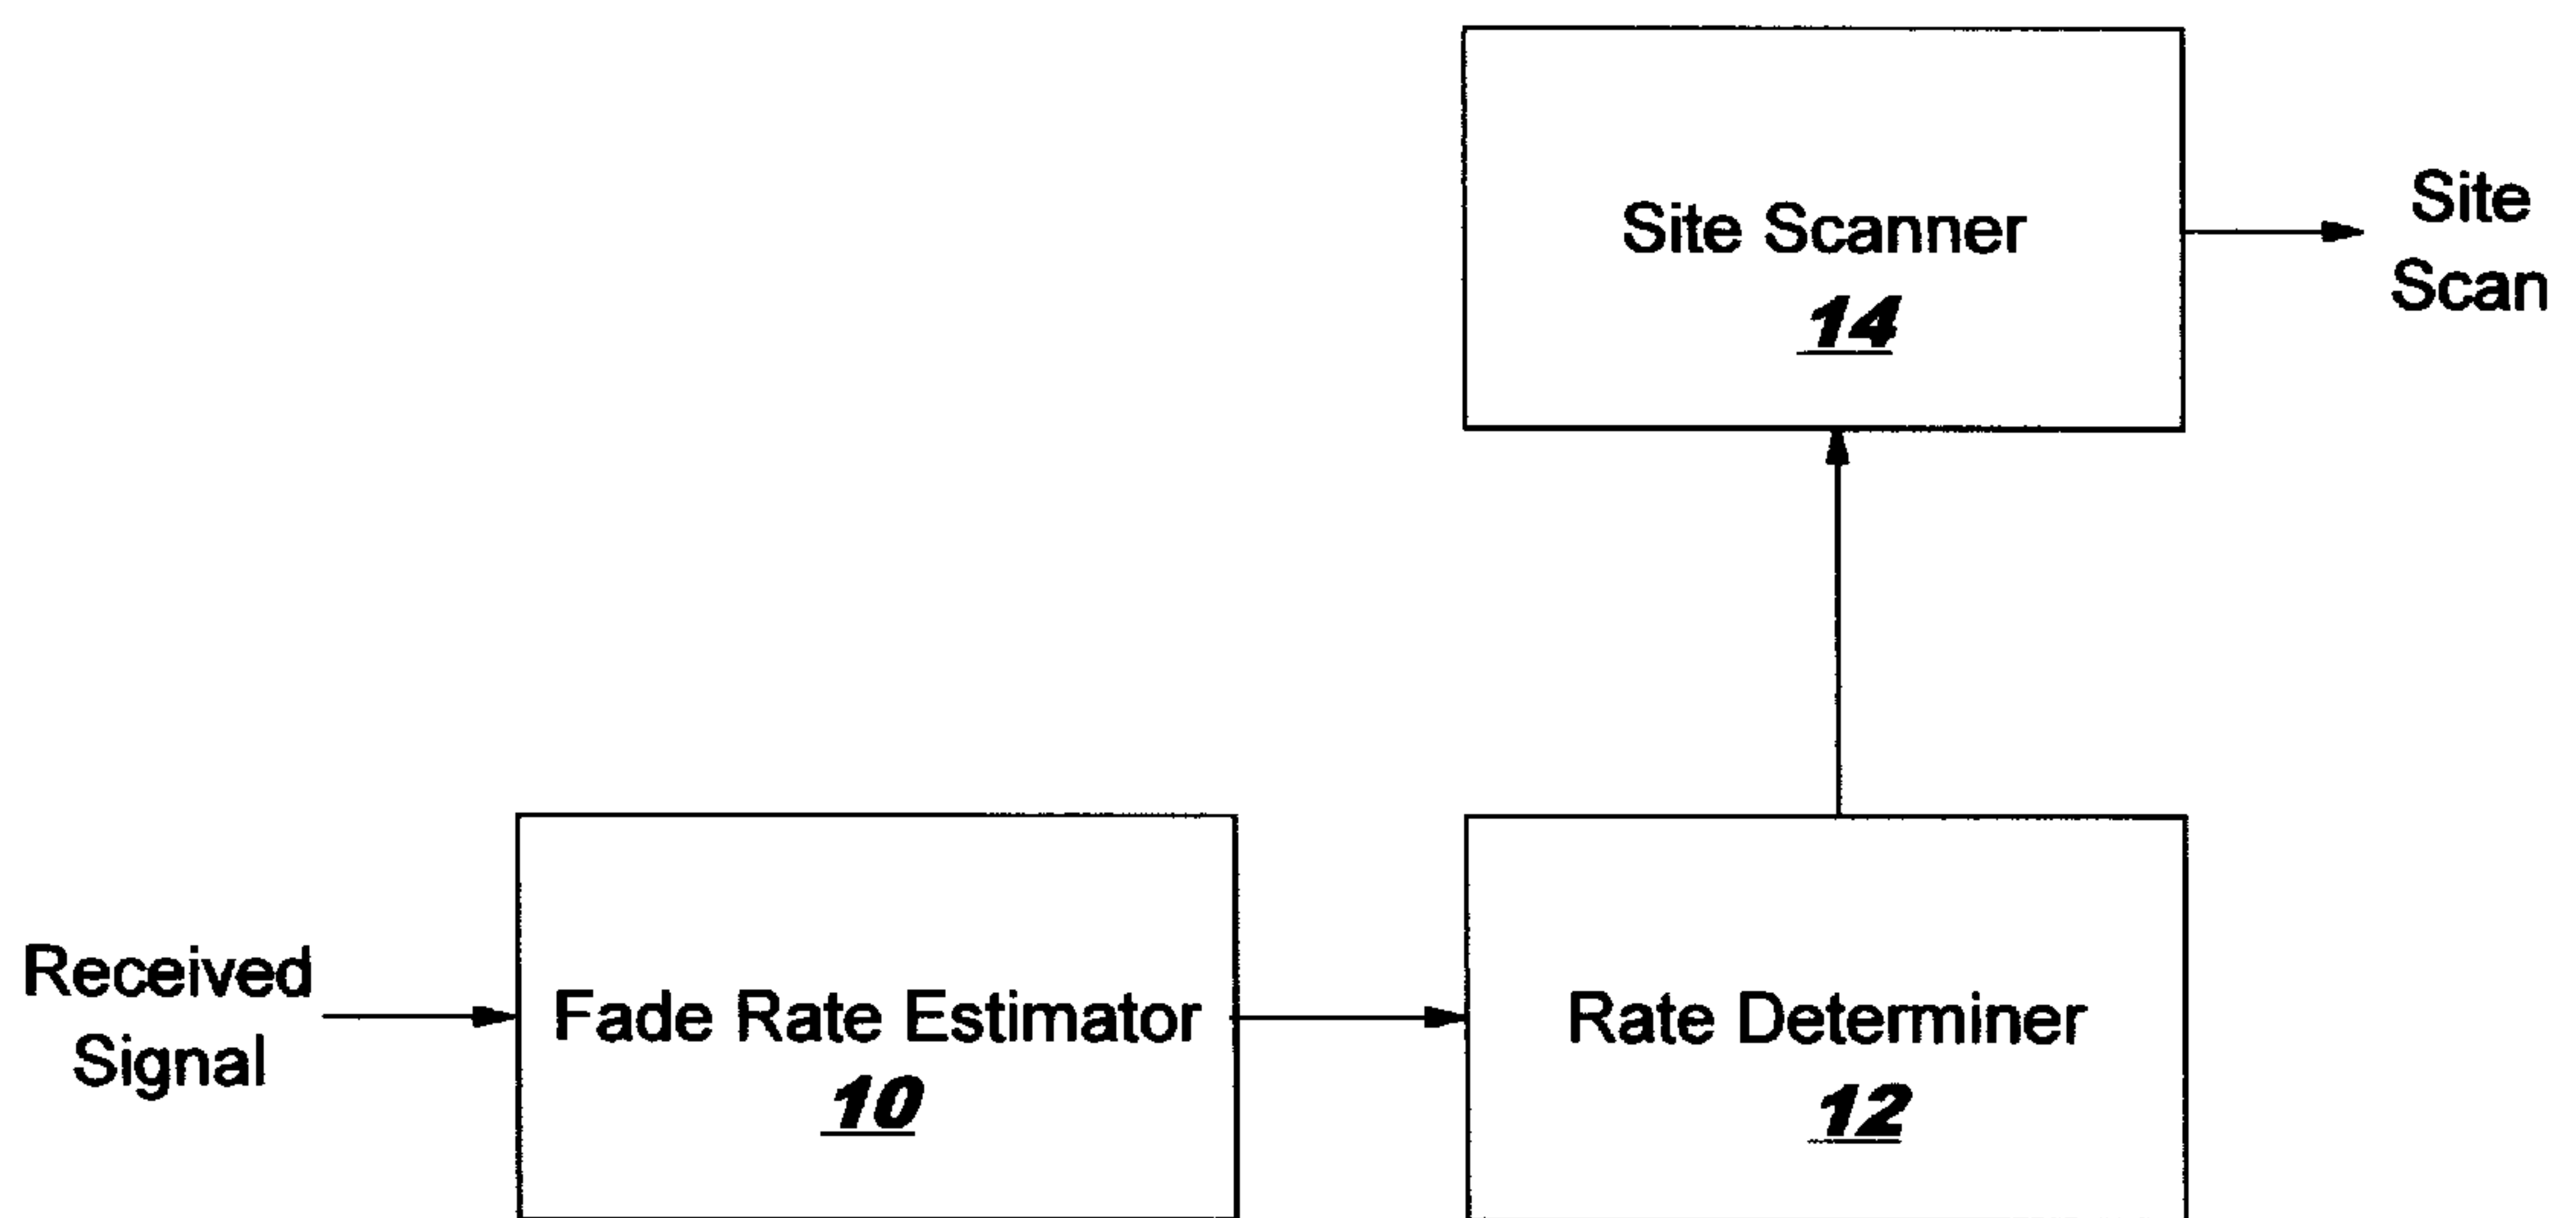 Site Scanner
14
Site
Scan
Received
Signal
Fade Rate Estimator
10
Rate Determiner
12